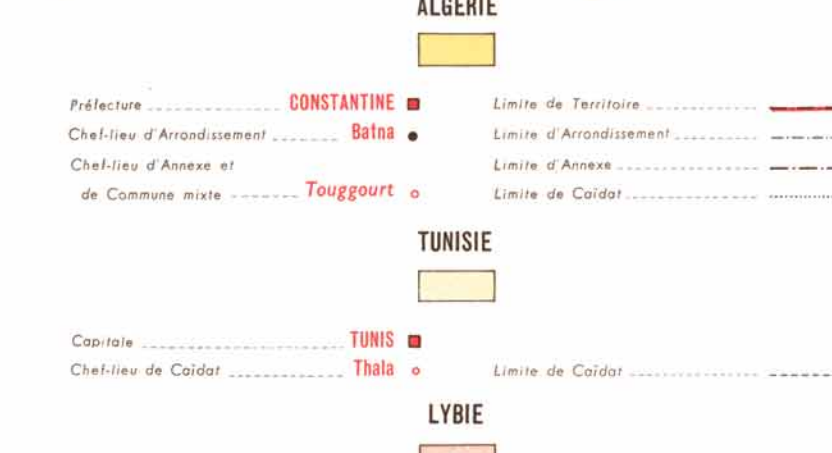 ALGERIE
Préfecture CONSTANTINE Limite de Territoire
Chef-lieu d'Arrondissement Batna Limite d'Arrondissement
Chef-lieu d'Annexe et Limite d'Annexe
de Commune mixte Touggourt Limite de Caïdat
TUNISIE
Capitale TUNIS
Chef-lieu de Caïdat Thala Limite de Caïdat
LYBIE